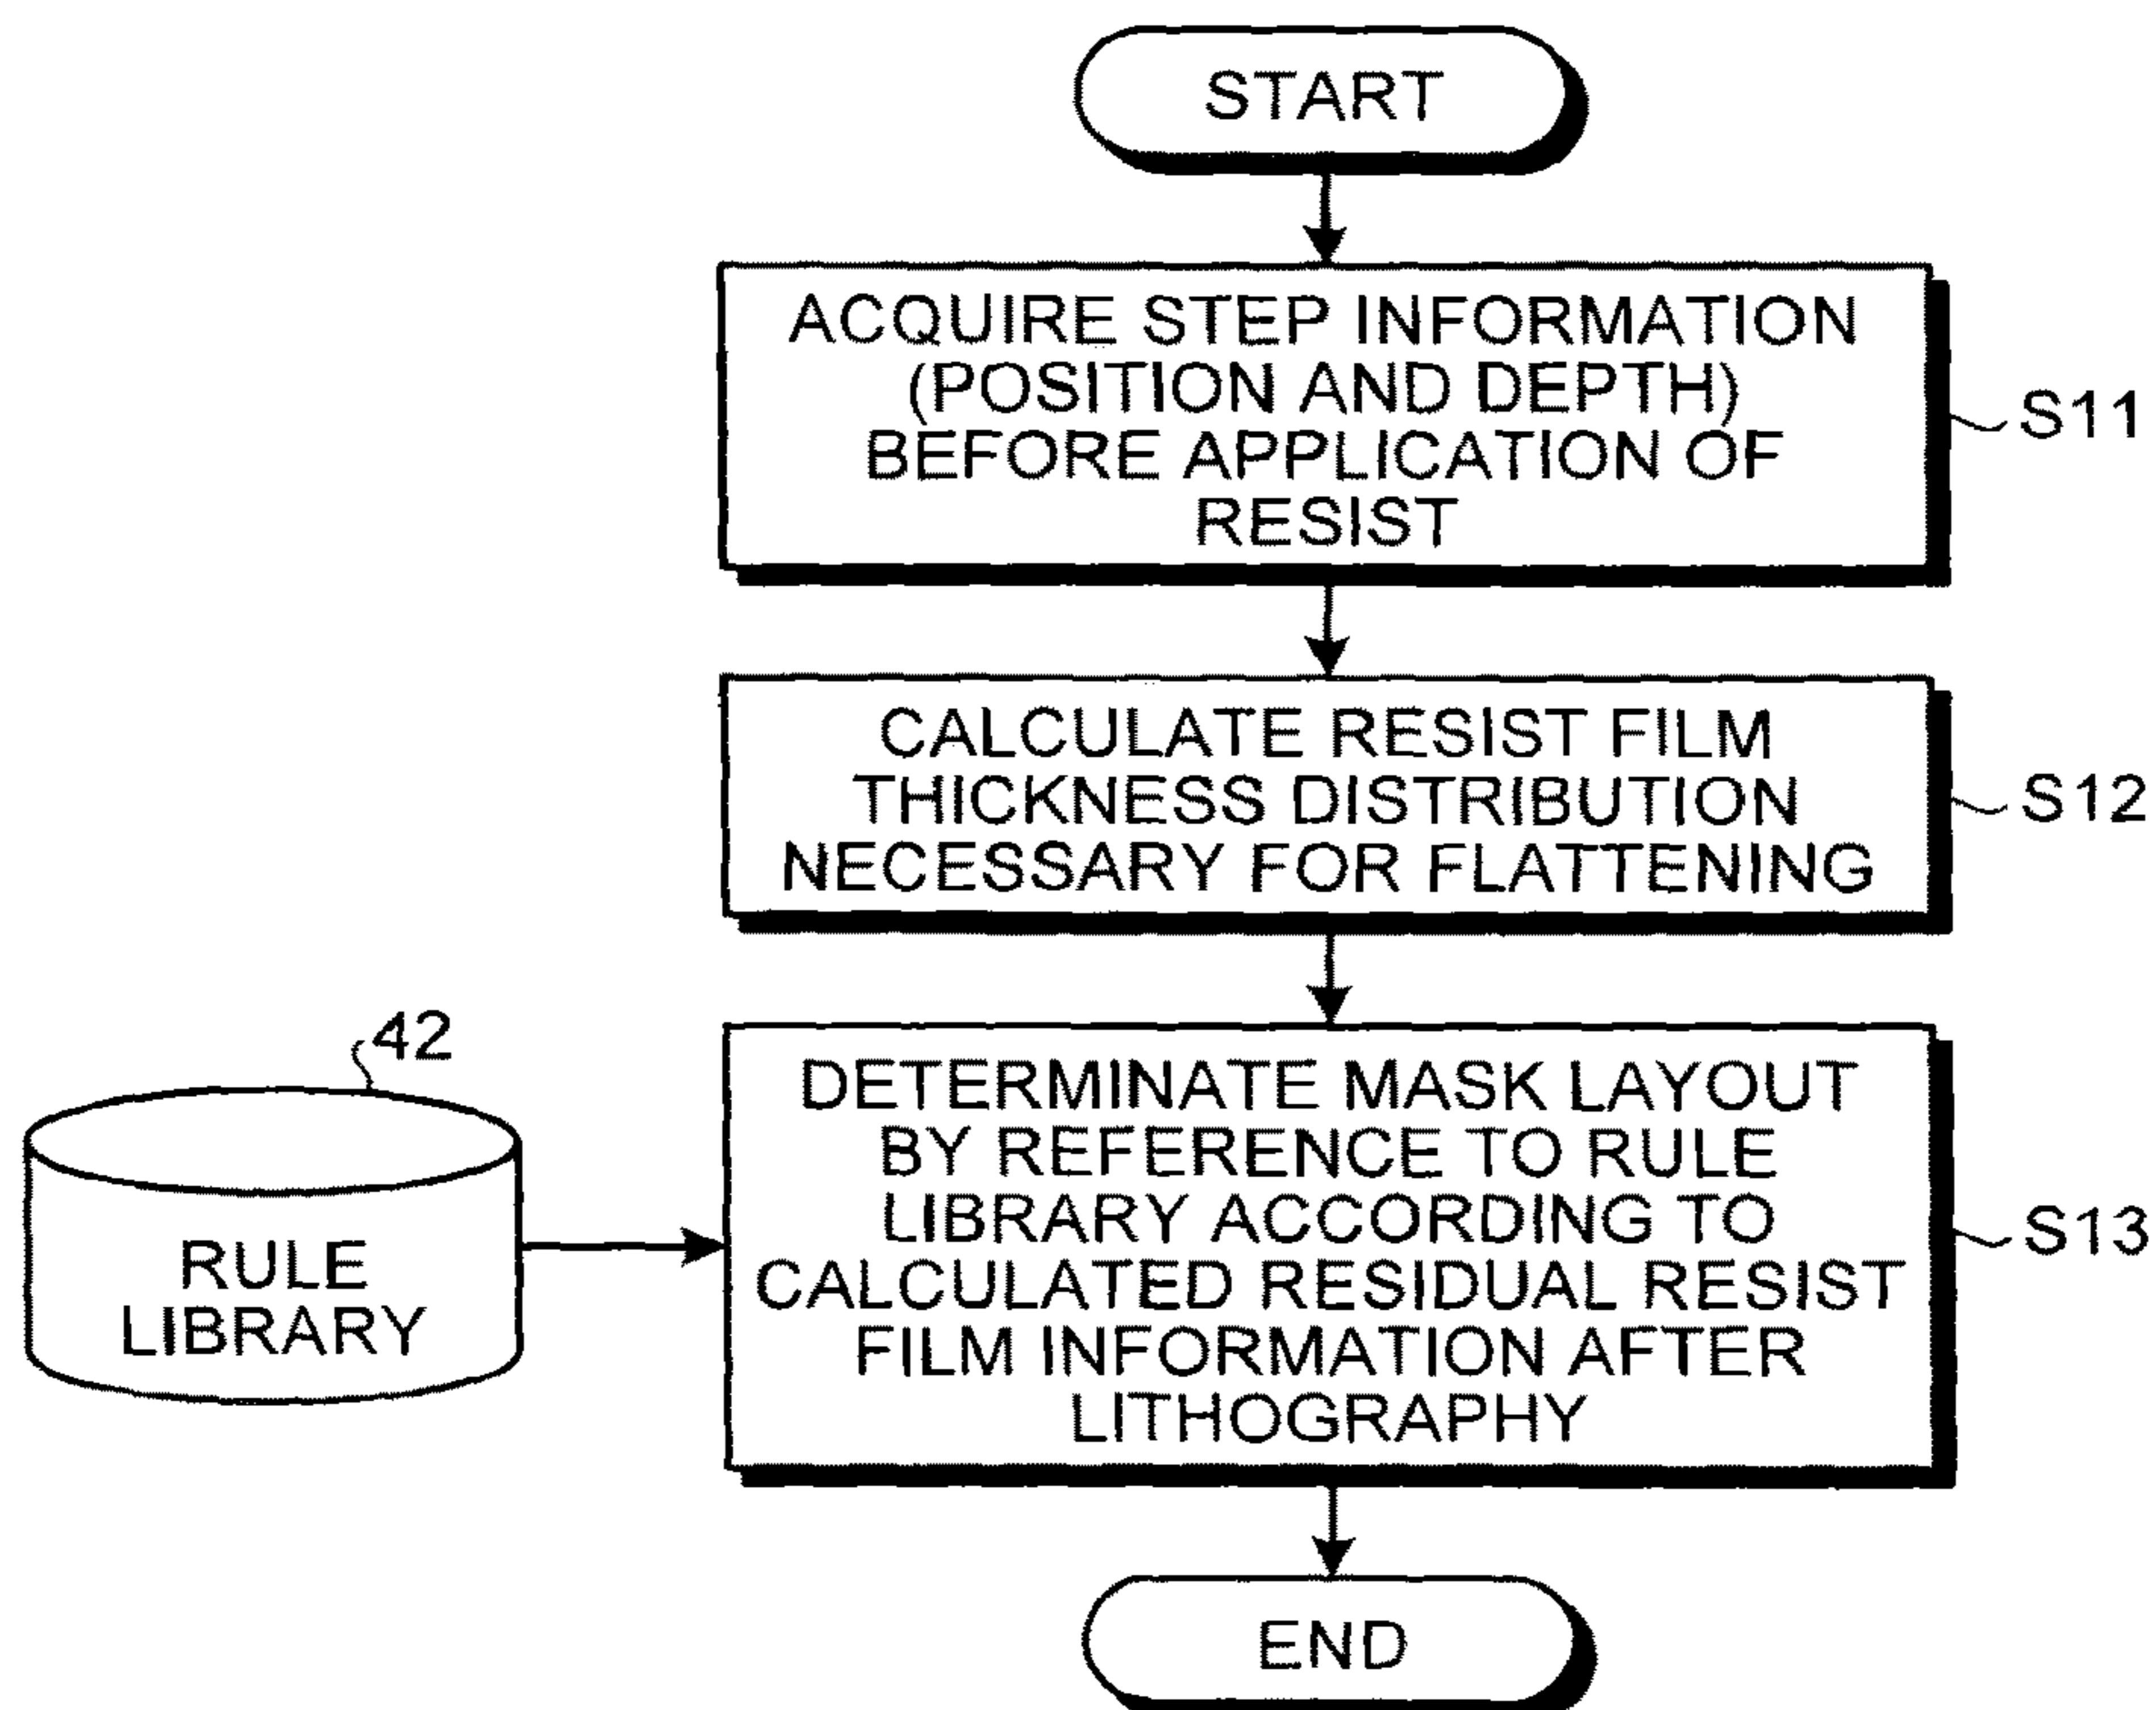 START
ACQUIRE STEP INFORMATION
(POSITION AND DEPTH)
BEFORE APPLICATION OF
RESIST
S11
CALCULATE RESIST FILM
THICKNESS DISTRIBUTION
NECESSARY FOR FLATTENING
S12
42
RULE
LIBRARY
DETERMINATE MASK LAYOUT
BY REFERENCE TO RULE
LIBRARY ACCORDING TO
CALCULATED RESIDUAL RESIST
FILM INFORMATION AFTER
LITHOGRAPHY
S13
END